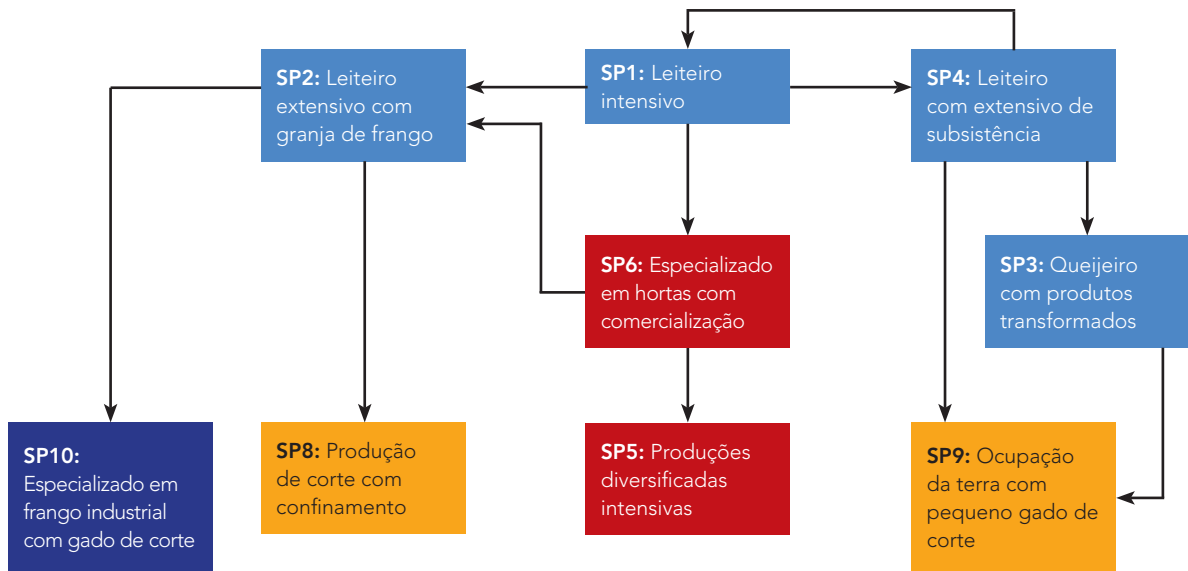 SP2: Leiteiro
extensivo com
granja de frango
SP1: Leiteiro
intensivo
SP4: Leiteiro
com extensivo de
subsistência
SP6: Especializado
em hortas com
comercialização
SP3: Queijeiro
com produtos
transformados
SP10:
Especializado em
frango industrial
com gado de corte
SP8: Produção
de corte com
confinamento
SP5: Produções
diversificadas
intensivas
SP9: Ocupação
da terra com
pequeno gado de
corte